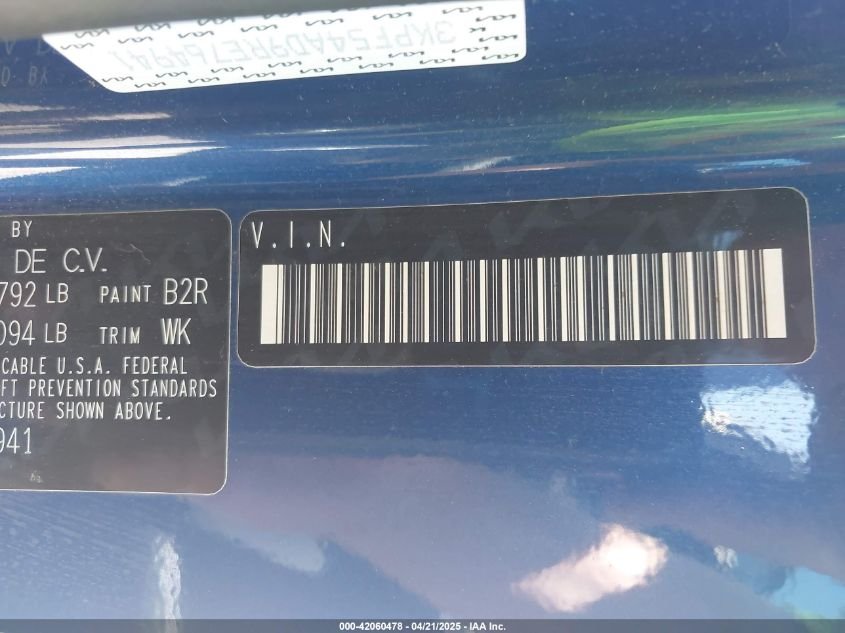 3KPF54AD9RE764941
BY
DE C.V.
792 LB PAINT B2R
094 LB TRIM WK
CABLE U.S.A. FEDERAL
FT PREVENTION STANDARDS
CTURE SHOWN ABOVE.
941
V.I.N.
000-42060478 - 04/21/2025 - IAA Inc.